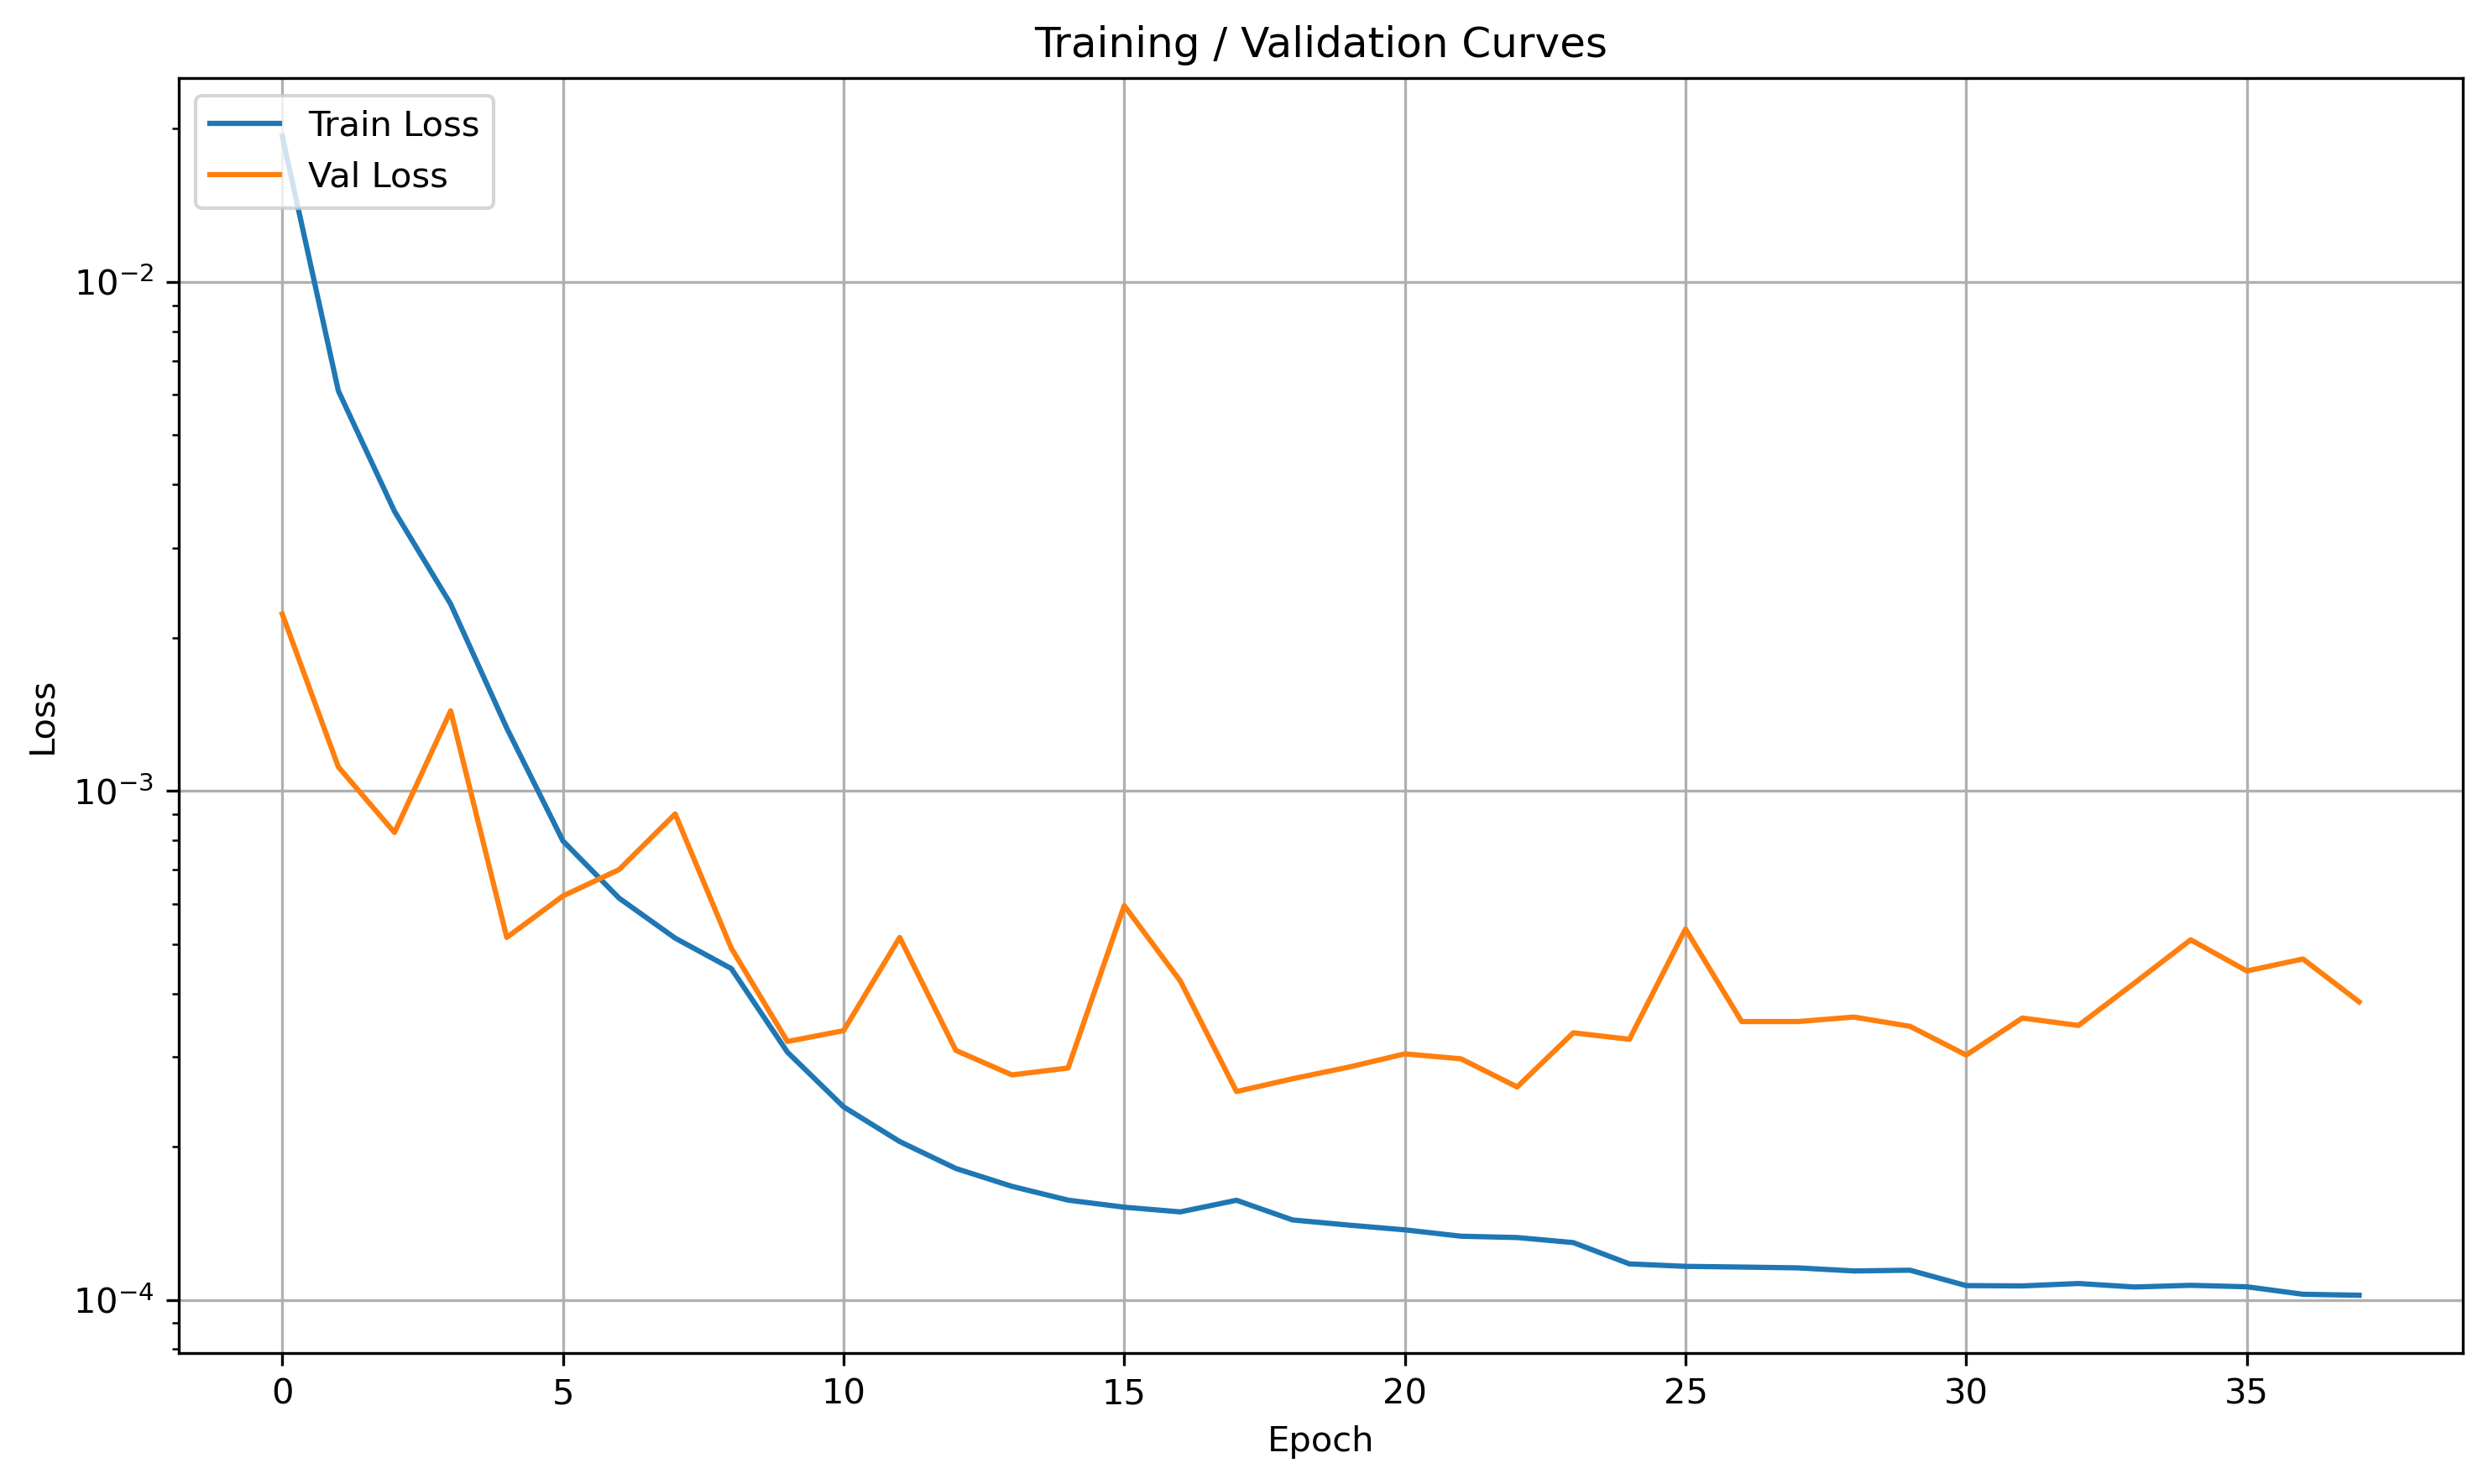 Training / Validation Curves
Train Loss
Val Loss
Loss
10⁻²
10⁻³
10⁻⁴
0 5 10 15 20 25 30 35
Epoch